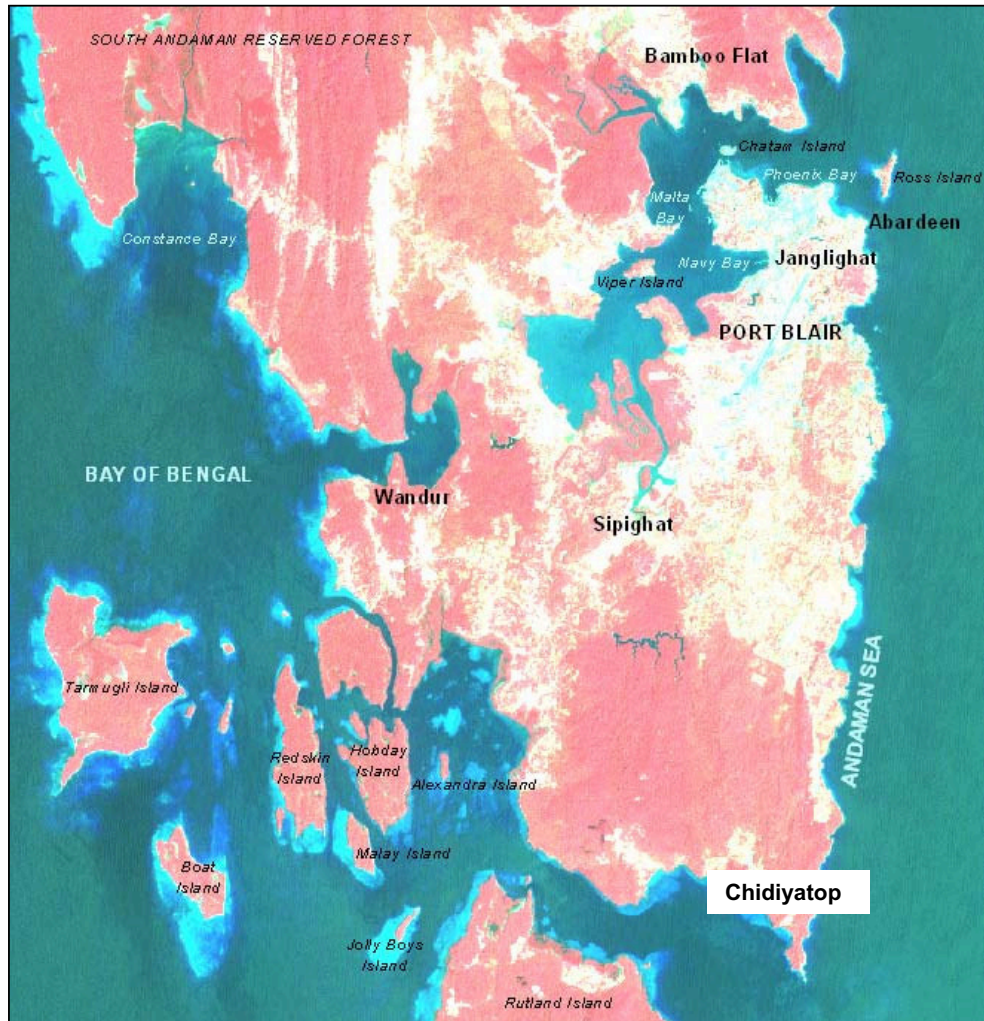 SOUTH ANDAMAN RESERVED FOREST
Bamboo Flat
Chatam Island
Phoenix Bay
Ross Island
Malta
Bay
Abardeen
Constance Bay
Navy Bay
Janglighat
Viper Island
PORT BLAIR
BAY OF BENGAL
Wandur
Sipighat
Tarmugli Island
ANDAMAN SEA
Redskin
Island
Hobday
Island
Alexandra Island
Malay Island
Boat
Island
Chidiyatop
Jolly Boys
Island
Rutland Island